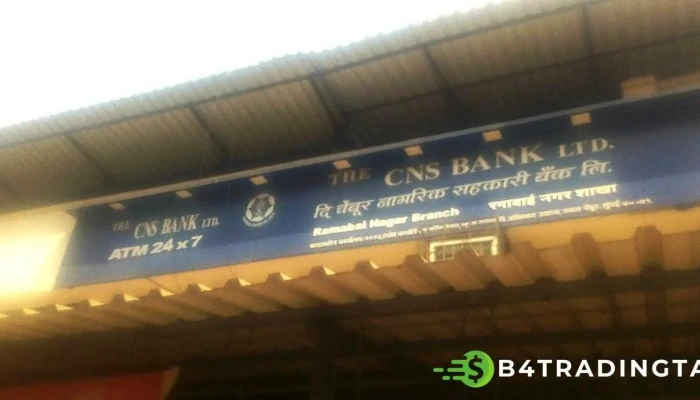 THE CNS BANK LTD.
ATM 24 x 7
THE CNS BANK LTD.
दि चेंबूर नागरिक सहकारी बैंक लि.
Ramabai Nagar Branch रमाबाई नगर शाखा
B4TRADINGTA